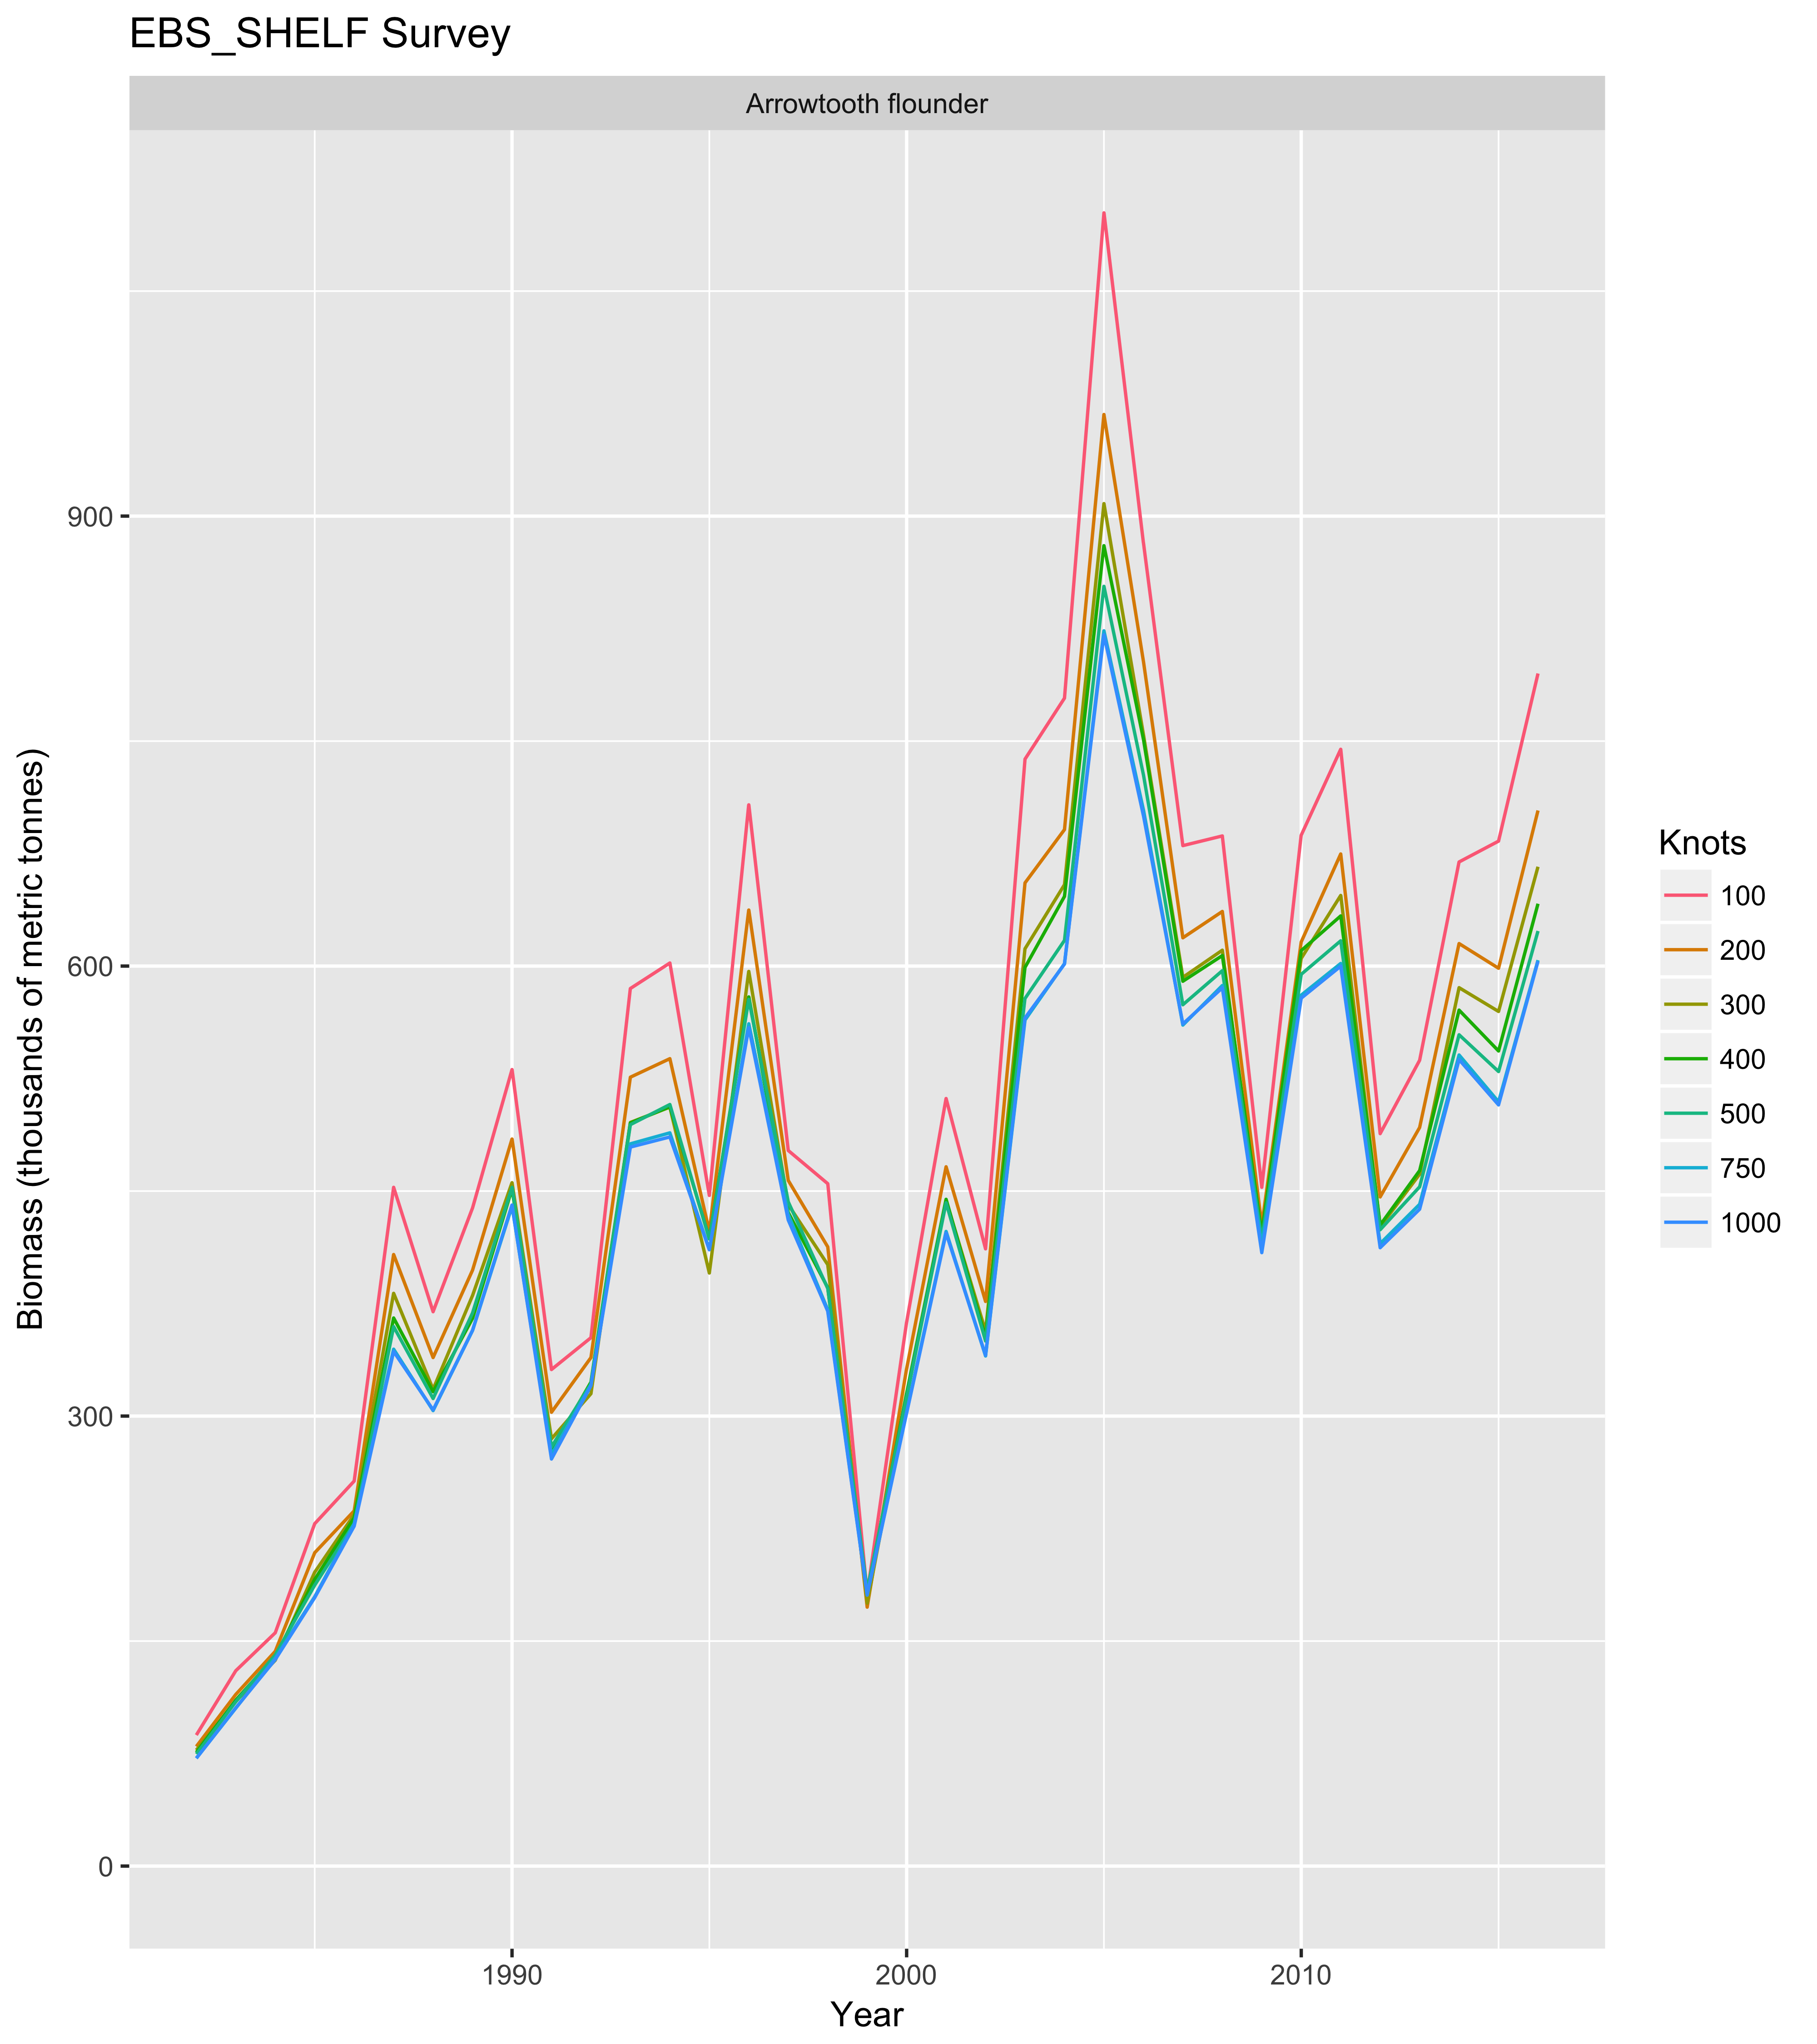 EBS_SHELF Survey
Arrowtooth flounder
Biomass (thousands of metric tonnes)
900
600
300
0
1990
2000
2010
Year
Knots
100
200
300
400
500
750
1000